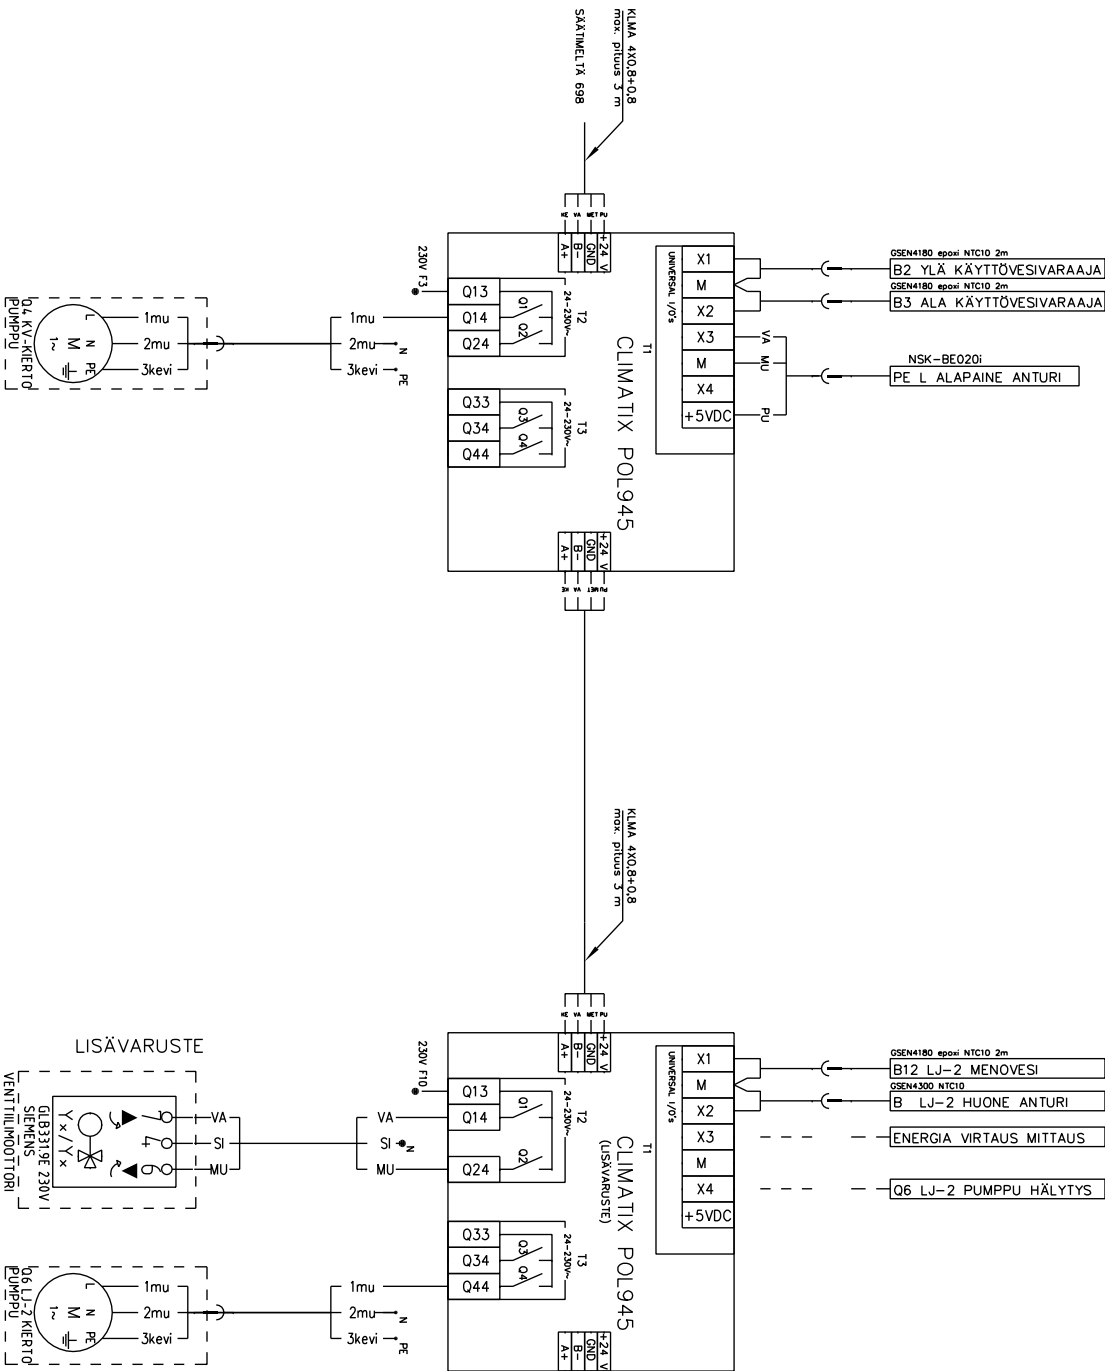 KLMA 4X0,8+0,8
max. pituus 3 m
SÄÄTIMELTÄ 698
KE
VA
MET
PU
A+
B-
GND
+24 V
UNIVERSAL I/O's
T1
X1
M
X2
X3
M
X4
+5VDC
VA
MU
PU
GSEN4180 epoxi NTC10 2m
B2 YLÄ KÄYTTÖVESIVARAAJA
GSEN4180 epoxi NTC10 2m
B3 ALA KÄYTTÖVESIVARAAJA
NSK-BE020i
PE L ALAPAINE ANTURI
CLIMATIX POL945
230V F3
Q13
Q14
Q24
Q1
Q2
24-230V~
T2
Q33
Q34
Q44
Q3
Q4
24-230V~
T3
1mu
2mu
3kevi
N
PE
1mu
2mu
3kevi
L
N
PE
M
1~
Q4 KV-KIERTO
PUMPPU
A+
B-
GND
+24 V
KE
VA
MET
PU
KLMA 4X0,8+0,8
max. pituus 3 m
KE
VA
MET
PU
A+
B-
GND
+24 V
UNIVERSAL I/O's
T1
X1
M
X2
X3
M
X4
+5VDC
GSEN4180 epoxi NTC10 2m
B12 LJ-2 MENOVESI
GSEN4300 NTC10
B LJ-2 HUONE ANTURI
ENERGIA VIRTAUS MITTAUS
Q6 LJ-2 PUMPPU HÄLYTYS
CLIMATIX POL945
(LISÄVARUSTE)
230V F10
Q13
Q14
Q24
Q1
Q2
24-230V~
T2
Q33
Q34
Q44
Q3
Q4
24-230V~
T3
LISÄVARUSTE
VA
SI
MU
N
VA
SI
MU
Y×/Y×
GLB331.9E 230V
SIEMENS
VENTTIILIMOOTTORI
1mu
2mu
3kevi
N
PE
1mu
2mu
3kevi
L
N
PE
M
1~
Q6 LJ-2 KIERTO
PUMPPU
A+
B-
GND
+24 V